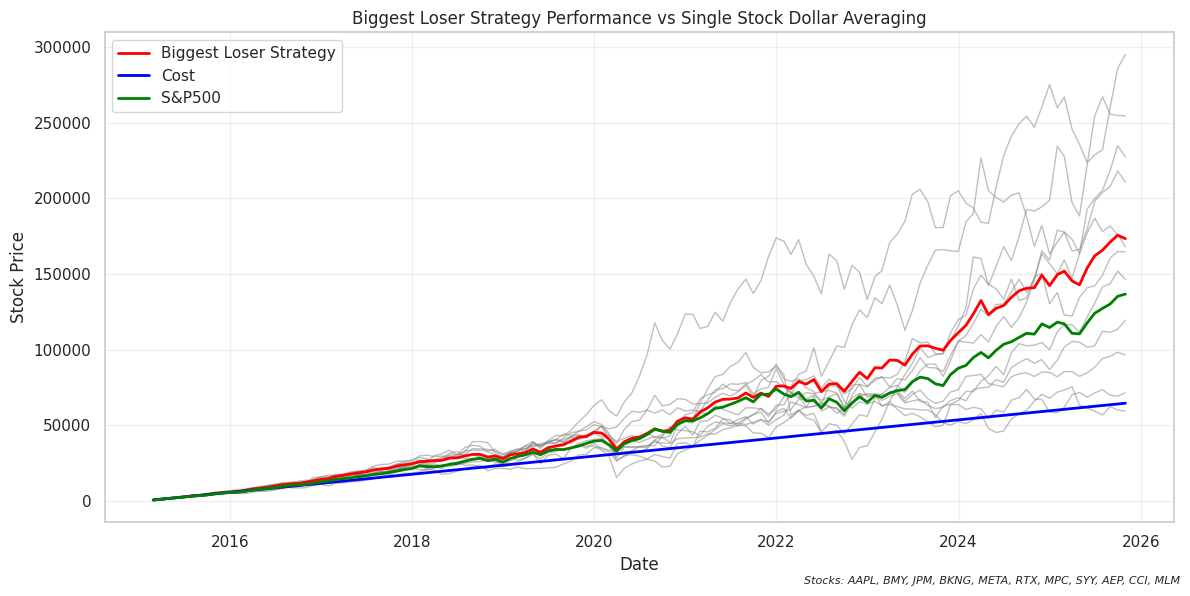 Biggest Loser Strategy Performance vs Single Stock Dollar Averaging
Biggest Loser Strategy
Cost
S&P500
Stock Price
300000
250000
200000
150000
100000
50000
0
2016
2018
2020
2022
2024
2026
Date
Stocks: AAPL, BMY, JPM, BKNG, META, RTX, MPC, SYY, AEP, CCI, MLM